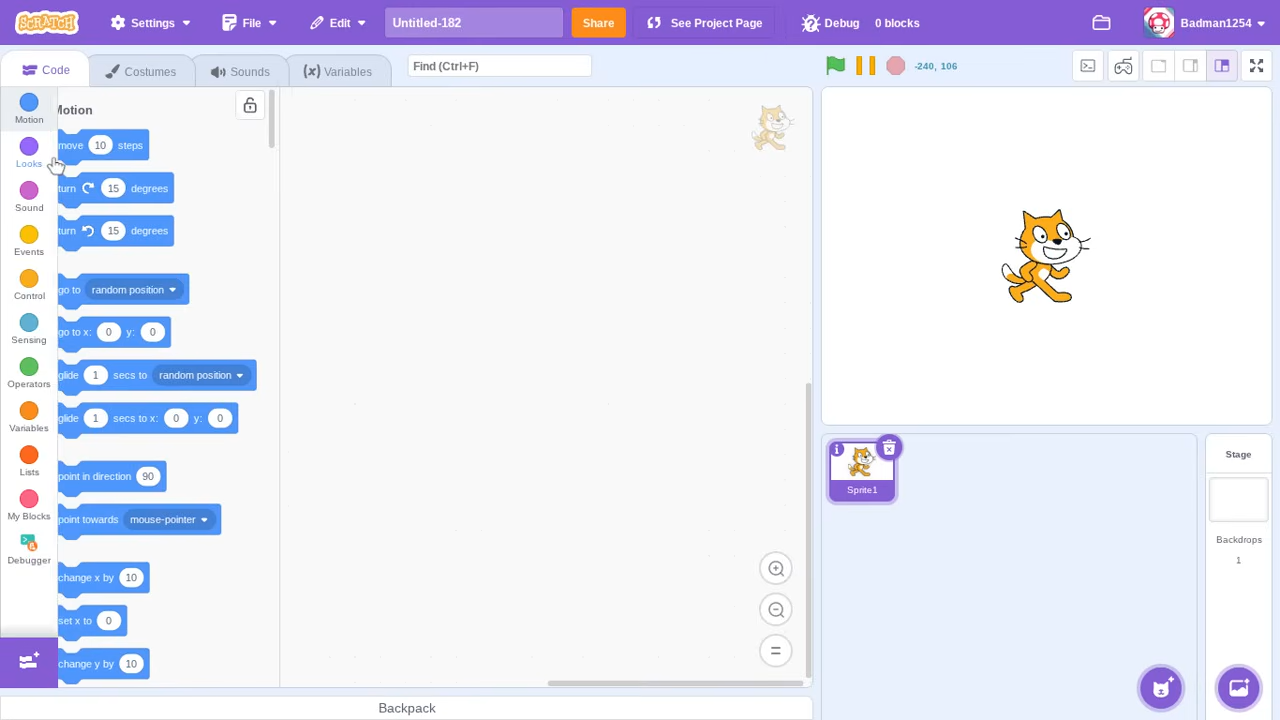 SCRATCH Settings File Edit Untitled-182 Share See Project Page Debug 0 blocks Badman1254
Code Costumes Sounds Variables Find (Ctrl+F) -240, 106
Motion
Looks
Sound
Events
Control
Sensing
Operators
Variables
Lists
My Blocks
Debugger
Motion
move 10 steps
turn 15 degrees
turn 15 degrees
go to random position
go to x: 0 y: 0
glide 1 secs to random position
glide 1 secs to x: 0 y: 0
point in direction 90
point towards mouse-pointer
change x by 10
set x to 0
change y by 10
Sprite1
Stage
Backdrops
1
Backpack